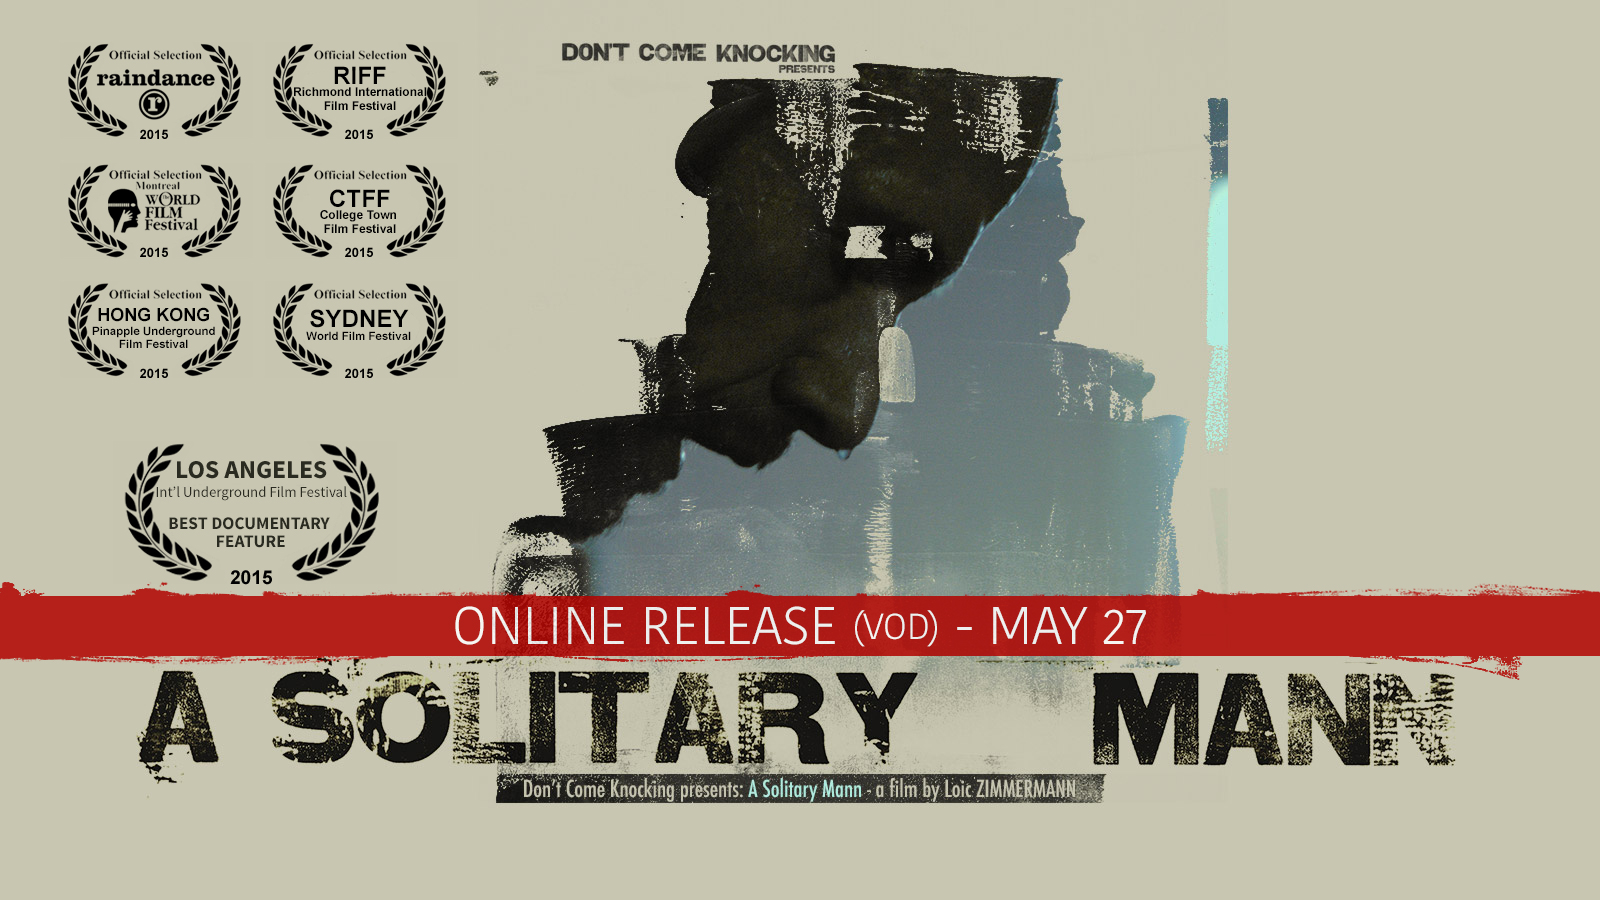 Official Selection
raindance
r
2015
Official Selection
RIFF
Richmond International
Film Festival
2015
Official Selection
Montreal
The WORLD
FILM
Festival
2015
Official Selection
CTFF
College Town
Film Festival
2015
Official Selection
HONG KONG
Pinapple Underground
Film Festival
2015
Official Selection
SYDNEY
World Film Festival
2015
LOS ANGELES
Int'l Underground Film Festival
BEST DOCUMENTARY
FEATURE
2015
DON'T COME KNOCKING
PRESENTS
ONLINE RELEASE (VOD) - MAY 27
A SOLITARY MANN
Don't Come Knocking presents: A Solitary Mann - a film by Loic ZIMMERMANN